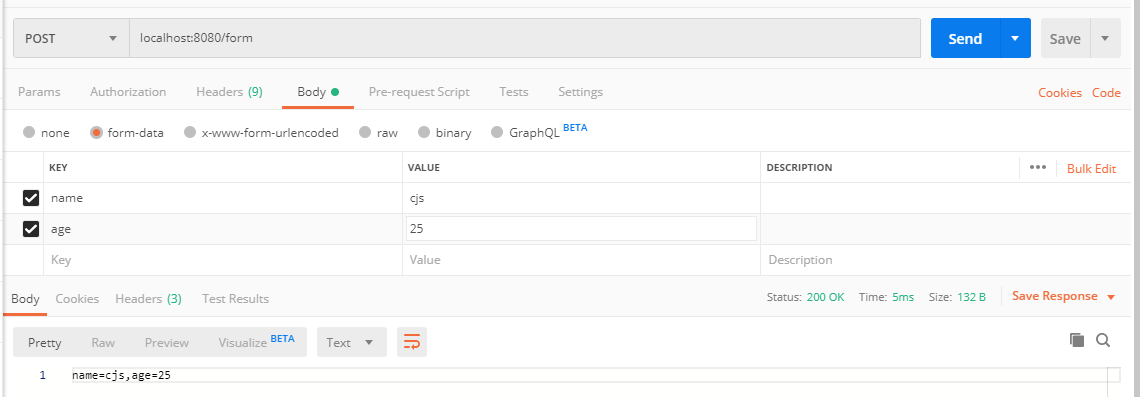 POST localhost:8080/form Send Save
Params Authorization Headers (9) Body Pre-request Script Tests Settings Cookies Code
none form-data x-www-form-urlencoded raw binary GraphQL BETA
KEY VALUE DESCRIPTION ••• Bulk Edit
name cjs
age 25
Key Value Description
Body Cookies Headers (3) Test Results Status: 200 OK Time: 5ms Size: 132 B Save Response
Pretty Raw Preview Visualize BETA Text
1 name=cjs,age=25